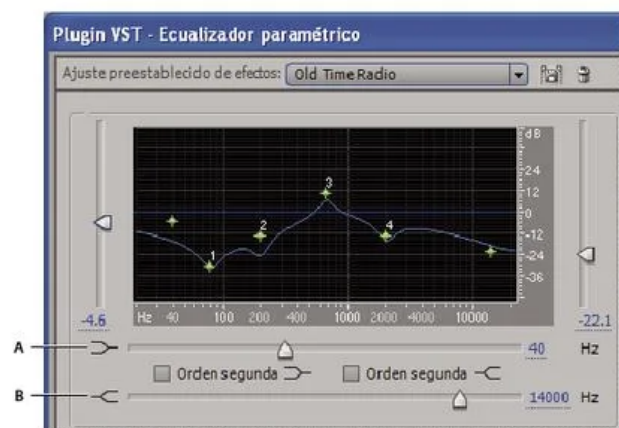 Plugin VST - Ecualizador paramétrico
Ajuste preestablecido de efectos: Old Time Radio
dB
24
12
0
-12
-24
-36
1
2
3
4
Hz 40 100 200 400 1000 2000 4000 10000
-4.6
-22.1
A
40 Hz
Orden segunda
Orden segunda
B
14000 Hz